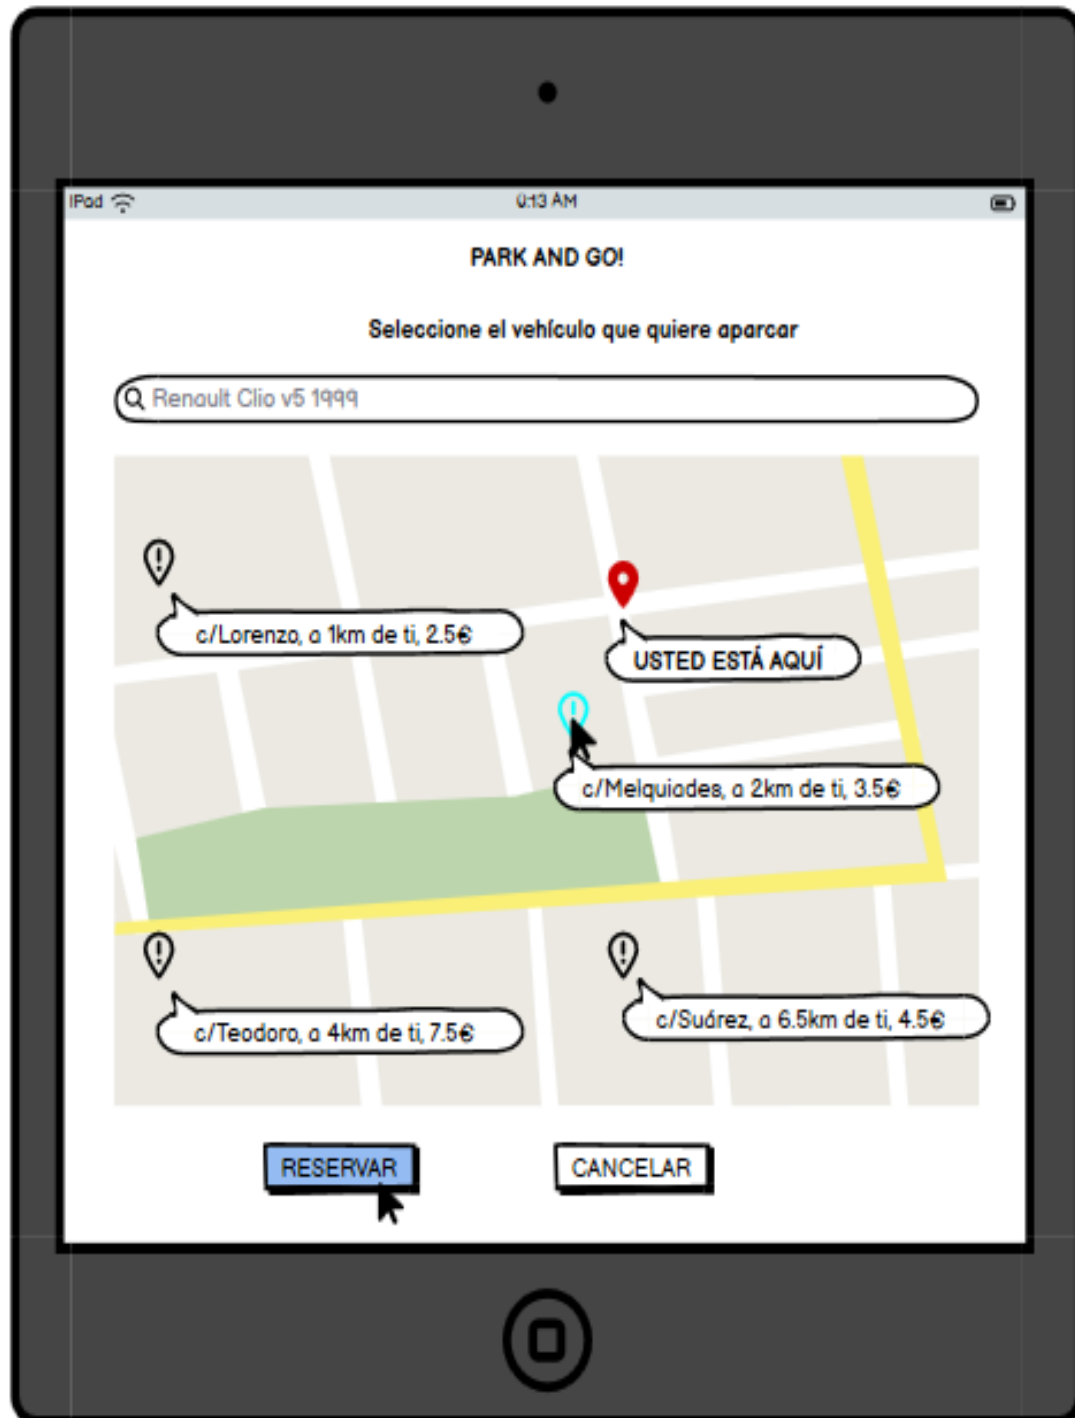 iPad
0:13 AM
PARK AND GO!
Seleccione el vehículo que quiere aparcar
Renault Clio v5 1999
c/Lorenzo, a 1km de ti, 2.5€
USTED ESTÁ AQUÍ
c/Melquiades, a 2km de ti, 3.5€
c/Teodoro, a 4km de ti, 7.5€
c/Suárez, a 6.5km de ti, 4.5€
RESERVAR
CANCELAR